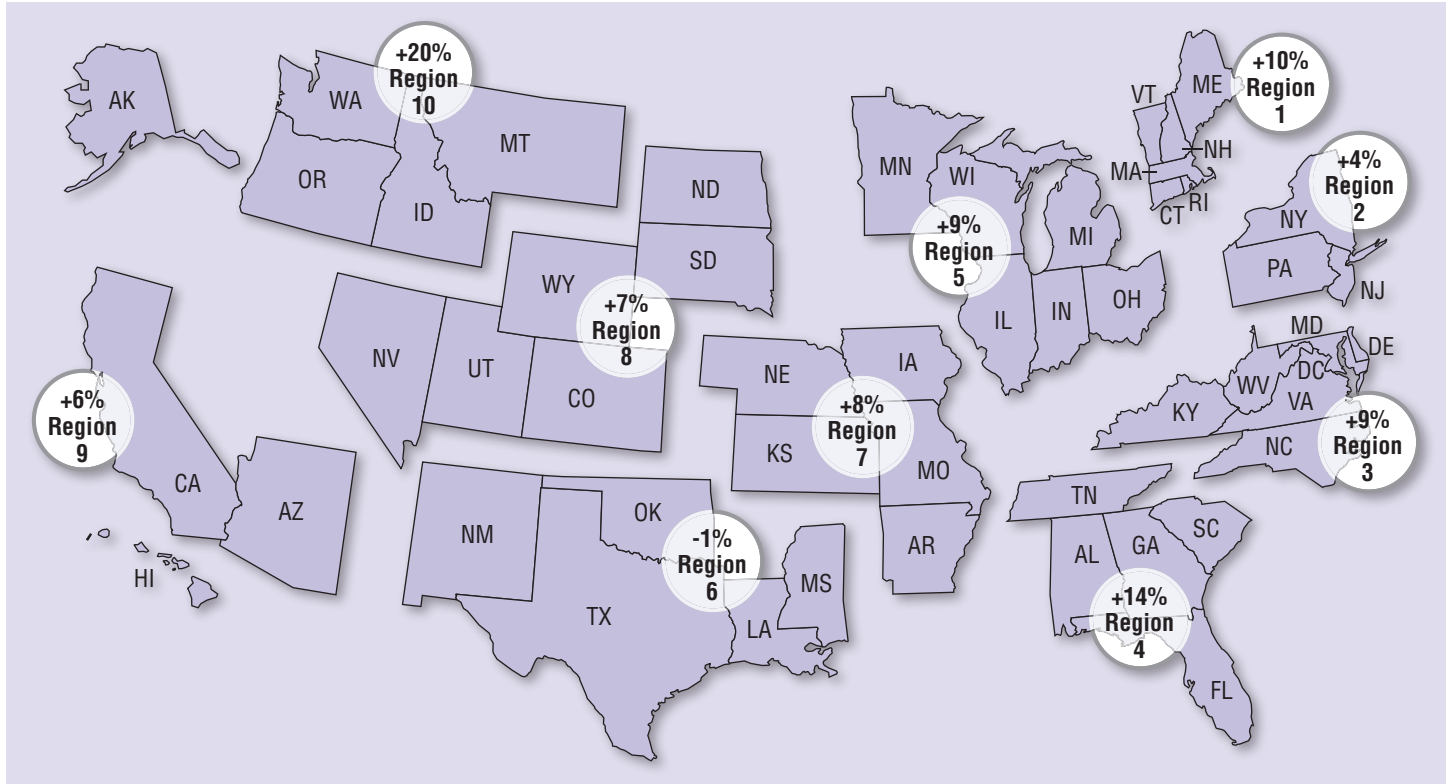 AK
WA
+20%
Region
10
MT
OR
ID
ND
SD
WY
+7%
Region
8
NV
UT
CO
+6%
Region
9
CA
AZ
HI
NM
OK
-1%
Region
6
TX
LA
MS
NE
IA
+8%
Region
7
KS
MO
AR
MN
WI
+9%
Region
5
MI
IL
IN
OH
VT
ME
+10%
Region
1
NH
MA
CT
RI
+4%
Region
2
NY
PA
NJ
MD
DE
DC
WV
VA
KY
NC
+9%
Region
3
TN
AL
GA
SC
+14%
Region
4
FL